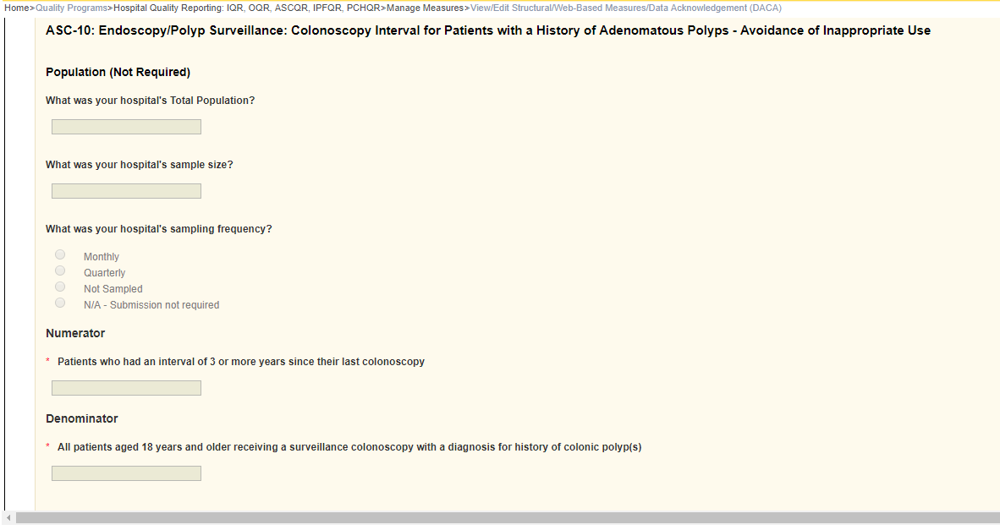 Home>Quality Programs>Hospital Quality Reporting: IQR, OQR, ASCQR, IPFQR, PCHQR>Manage Measures>View/Edit Structural/Web-Based Measures/Data Acknowledgement (DACA)
ASC-10: Endoscopy/Polyp Surveillance: Colonoscopy Interval for Patients with a History of Adenomatous Polyps - Avoidance of Inappropriate Use
Population (Not Required)
What was your hospital's Total Population?
What was your hospital's sample size?
What was your hospital's sampling frequency?
Monthly
Quarterly
Not Sampled
N/A - Submission not required
Numerator
* Patients who had an interval of 3 or more years since their last colonoscopy
Denominator
* All patients aged 18 years and older receiving a surveillance colonoscopy with a diagnosis for history of colonic polyp(s)